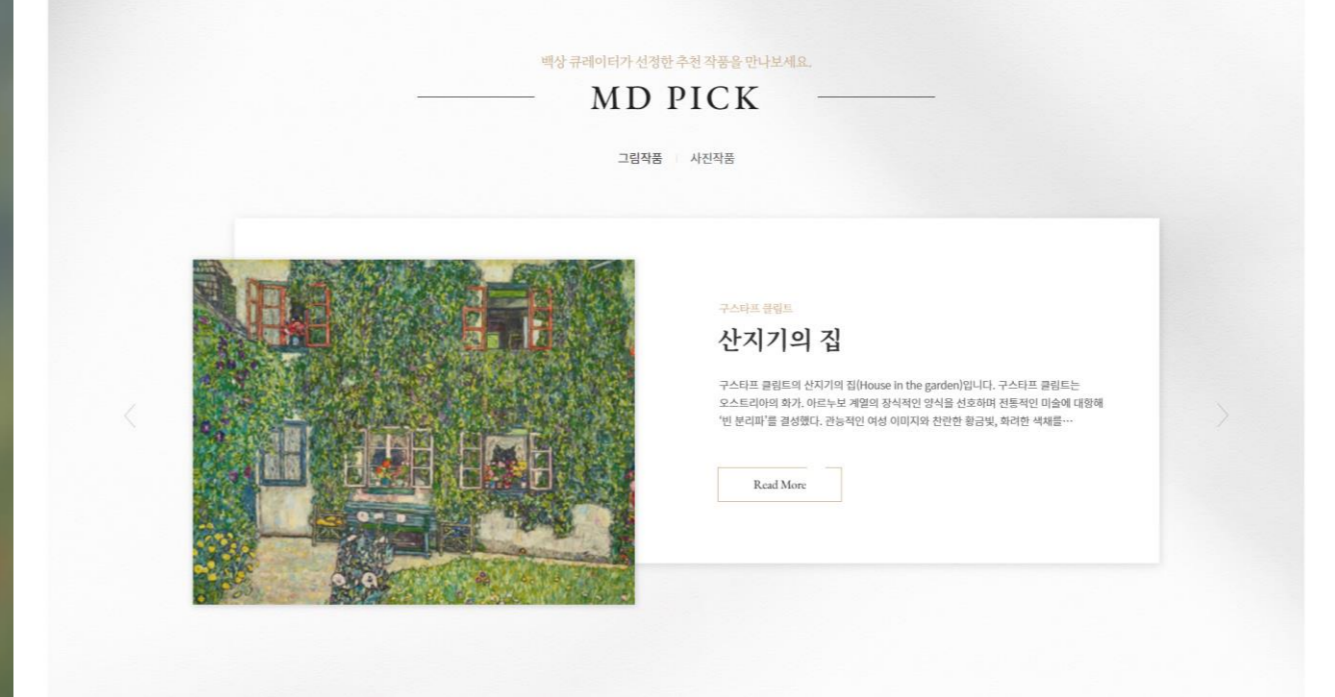 백상 큐레이터가 선정한 추천 작품을 만나보세요.
MD PICK
그림작품 | 사진작품
구스타프 클림트
산지기의 집
구스타프 클림트의 산지기의 집(House in the garden)입니다. 구스타프 클림트는
오스트리아의 화가. 아르누보 계열의 장식적인 양식을 선호하며 전통적인 미술에 대항해
‘빈 분리파’를 결성했다. 관능적인 여성 이미지와 찬란한 황금빛, 화려한 색채를…
Read More